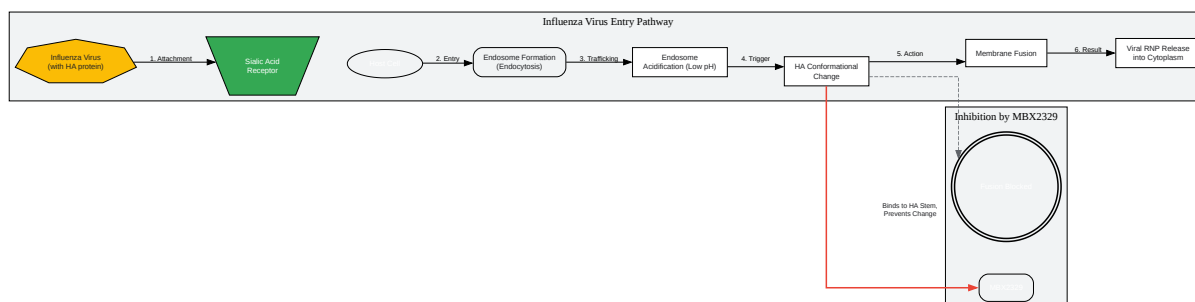 Influenza Virus Entry Pathway
Influenza Virus
(with HA protein)
1. Attachment
Sialic Acid
Receptor
2. Entry
Endosome Formation
(Endocytosis)
3. Trafficking
Endosome
Acidification (Low pH)
4. Trigger
HA Conformational
Change
5. Action
Membrane Fusion
6. Result
Viral RNP Release
into Cytoplasm
Inhibition by MBX2329
Binds to HA Stem,
Prevents Change